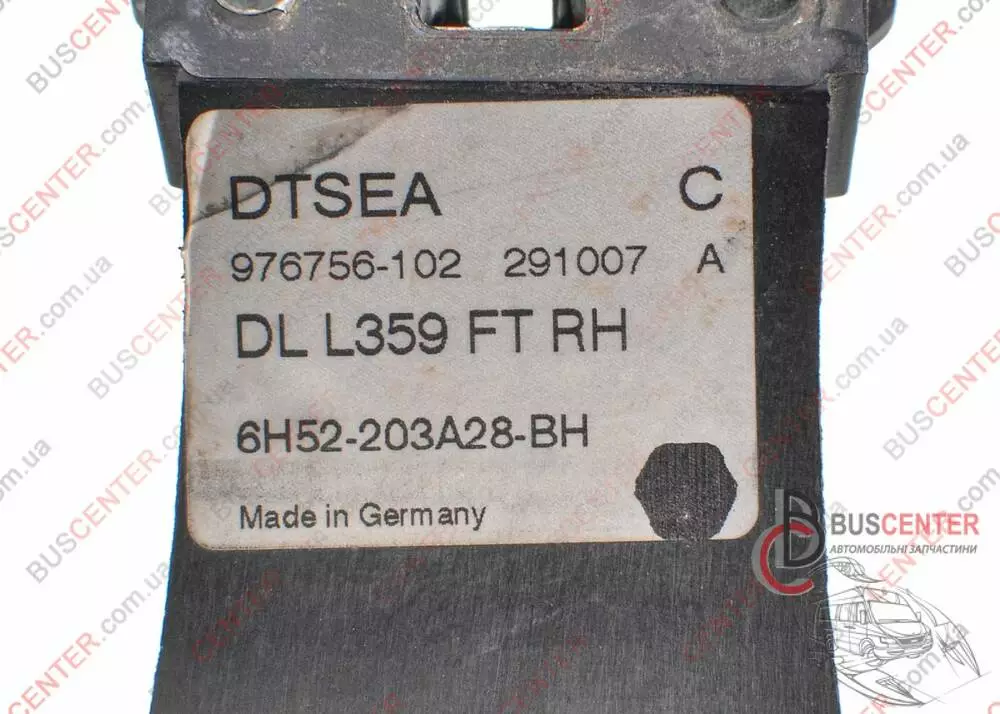 DTSEA C
976756-102 291007 A
DL L359 FT RH
6H52-203A28-BH
Made in Germany
BUSCENTER
АВТОМОБІЛЬНІ ЗАПЧАСТИНИ
BUSCENTER.com.ua